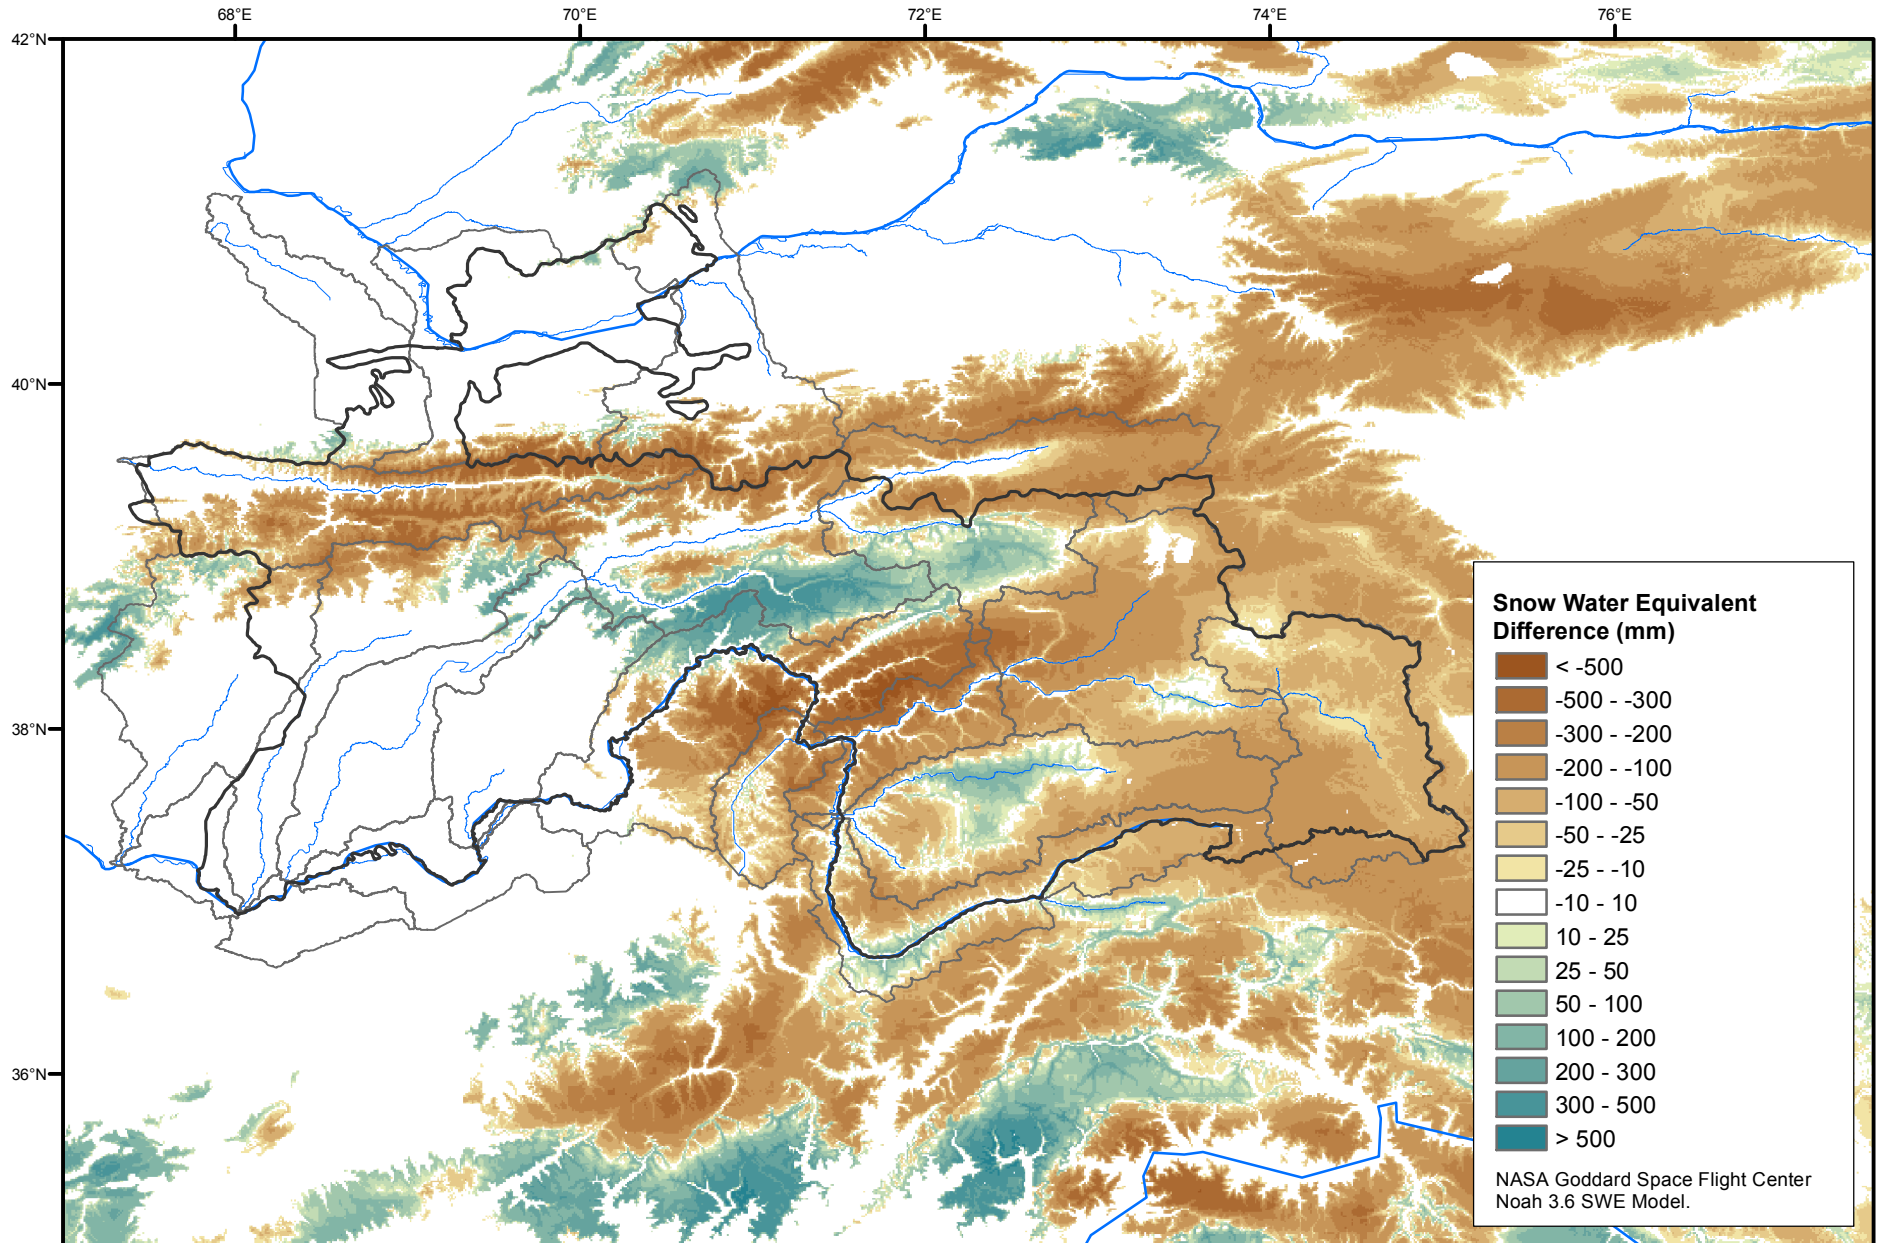 68°E 70°E 72°E 74°E 76°E
42°N
40°N
38°N
36°N
Snow Water Equivalent
Difference (mm)
< -500
-500 - -300
-300 - -200
-200 - -100
-100 - -50
-50 - -25
-25 - -10
-10 - 10
10 - 25
25 - 50
50 - 100
100 - 200
200 - 300
300 - 500
> 500
NASA Goddard Space Flight Center
Noah 3.6 SWE Model.